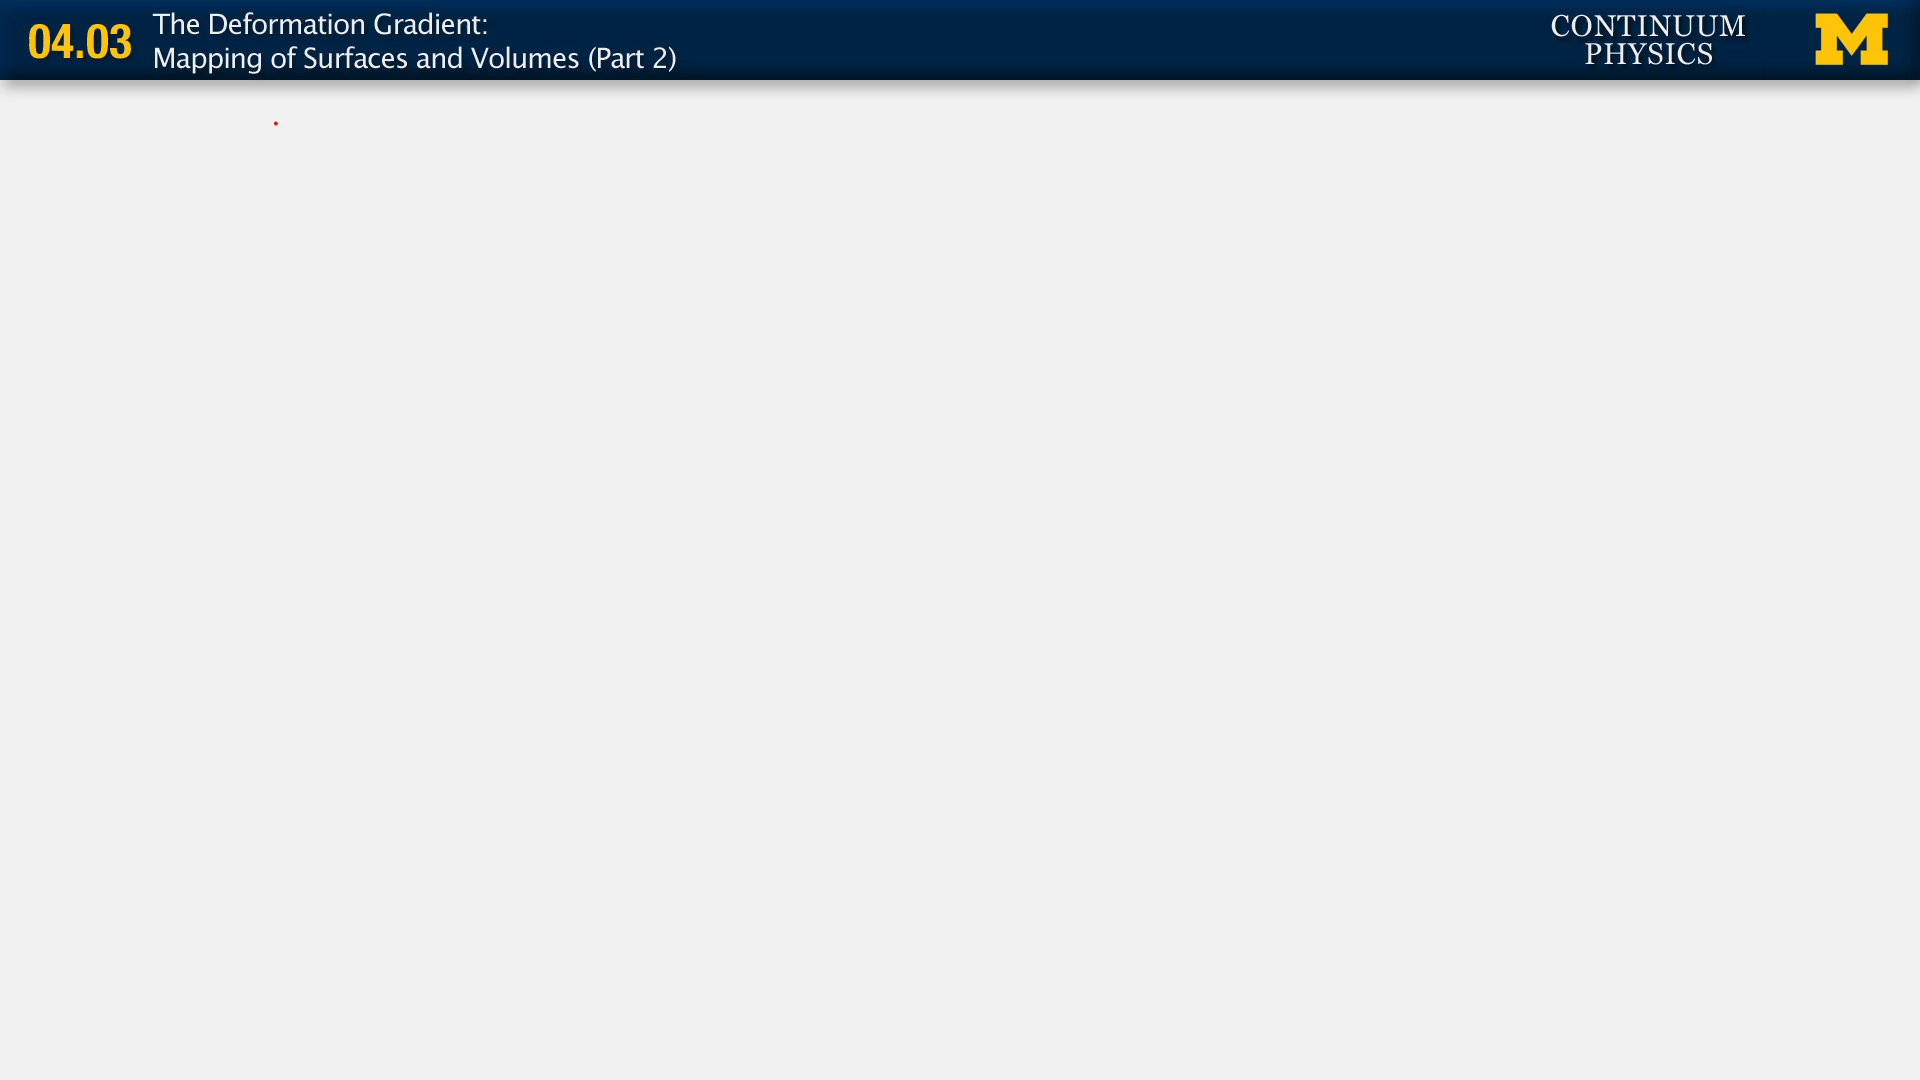 04.03
The Deformation Gradient:
Mapping of Surfaces and Volumes (Part 2)
CONTINUUM
PHYSICS
M